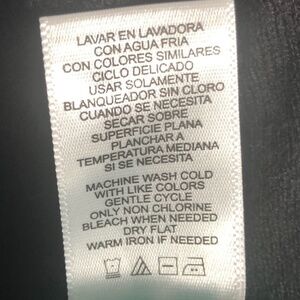 LAVAR EN LAVADORA
CON AGUA FRIA
CON COLORES SIMILARES
CICLO DELICADO
USAR SOLAMENTE
BLANQUEADOR SIN CLORO
CUANDO SE NECESITA
SECAR SOBRE
SUPERFICIE PLANA
PLANCHAR A
TEMPERATURA MEDIANA
SI SE NECESITA
MACHINE WASH COLD
WITH LIKE COLORS
GENTLE CYCLE
ONLY NON CHLORINE
BLEACH WHEN NEEDED
DRY FLAT
WARM IRON IF NEEDED